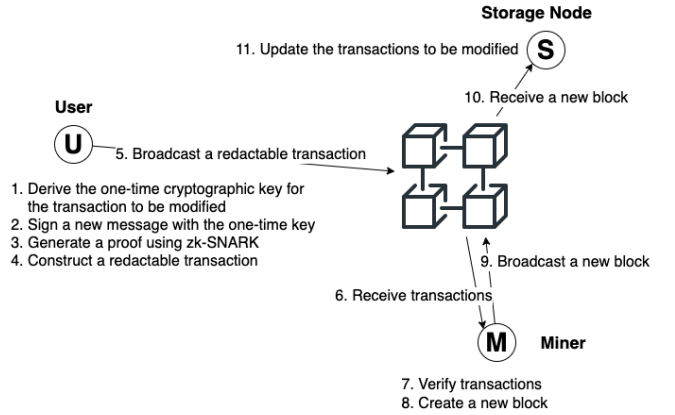 Storage Node
11. Update the transactions to be modified
S
10. Receive a new block
User
U
5. Broadcast a redactable transaction
1. Derive the one-time cryptographic key for
the transaction to be modified
2. Sign a new message with the one-time key
3. Generate a proof using zk-SNARK
4. Construct a redactable transaction
9. Broadcast a new block
6. Receive transactions
M
Miner
7. Verify transactions
8. Create a new block